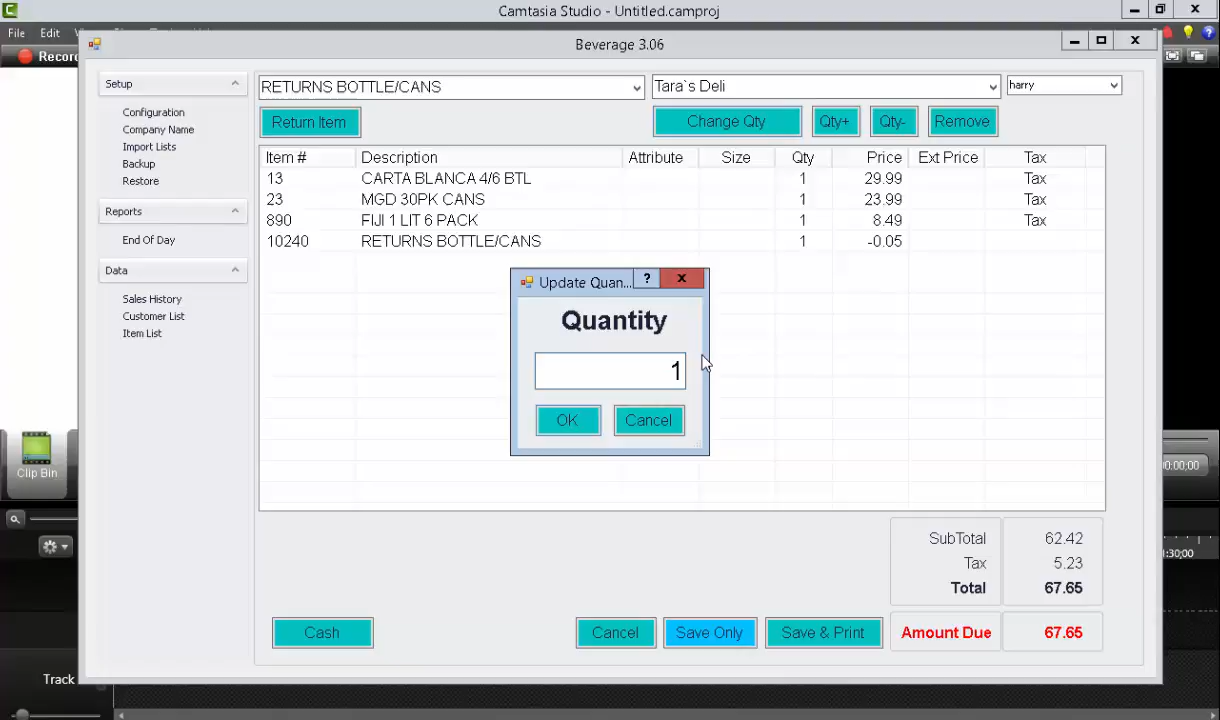 Camtasia Studio - Untitled.camproj
File Edit
Record
Beverage 3.06
Setup
Configuration
Company Name
Import Lists
Backup
Restore
Reports
End Of Day
Data
Sales History
Customer List
Item List
RETURNS BOTTLE/CANS Tara`s Deli harry
Return Item Change Qty Qty+ Qty- Remove
Item # Description Attribute Size Qty Price Ext Price Tax
13 CARTA BLANCA 4/6 BTL 1 29.99 Tax
23 MGD 30PK CANS 1 23.99 Tax
890 FIJI 1 LIT 6 PACK 1 8.49 Tax
10240 RETURNS BOTTLE/CANS 1 -0.05
Update Quan... ? x
Quantity
1
OK Cancel
SubTotal 62.42
Tax 5.23
Total 67.65
Cash Cancel Save Only Save & Print Amount Due 67.65
Clip Bin
0:00;00
1:30;00
Track